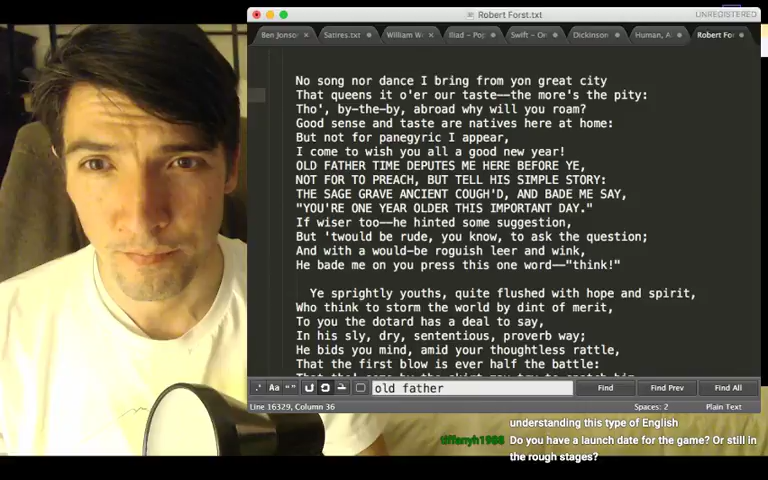 Robert Forst.txt
UNREGISTERED
Ben Jonso
Satires.txt
William W
Iliad - Pop
Swift - O
Dickinson
Human, A
Robert Fo
No song nor dance I bring from yon great city
That queens it o'er our taste--the more's the pity:
Tho', by-the-by, abroad why will you roam?
Good sense and taste are natives here at home:
But not for panegyric I appear,
I come to wish you all a good new year!
OLD FATHER TIME DEPUTES ME HERE BEFORE YE,
NOT FOR TO PREACH, BUT TELL HIS SIMPLE STORY:
THE SAGE GRAVE ANCIENT COUGH'D, AND BADE ME SAY,
"YOU'RE ONE YEAR OLDER THIS IMPORTANT DAY."
If wiser too--he hinted some suggestion,
But 'twould be rude, you know, to ask the question;
And with a would-be roguish leer and wink,
He bade me on you press this one word--"think!"
Ye sprightly youths, quite flushed with hope and spirit,
Who think to storm the world by dint of merit,
To you the dotard has a deal to say,
In his sly, dry, sententious, proverb way;
He bids you mind, amid your thoughtless rattle,
That the first blow is ever half the battle:
.* Aa “”
old father
Find
Find Prev
Find All
Line 16329, Column 36
Spaces: 2
Plain Text
understanding this type of English
tiffanyh1988 Do you have a launch date for the game? Or still in
the rough stages?